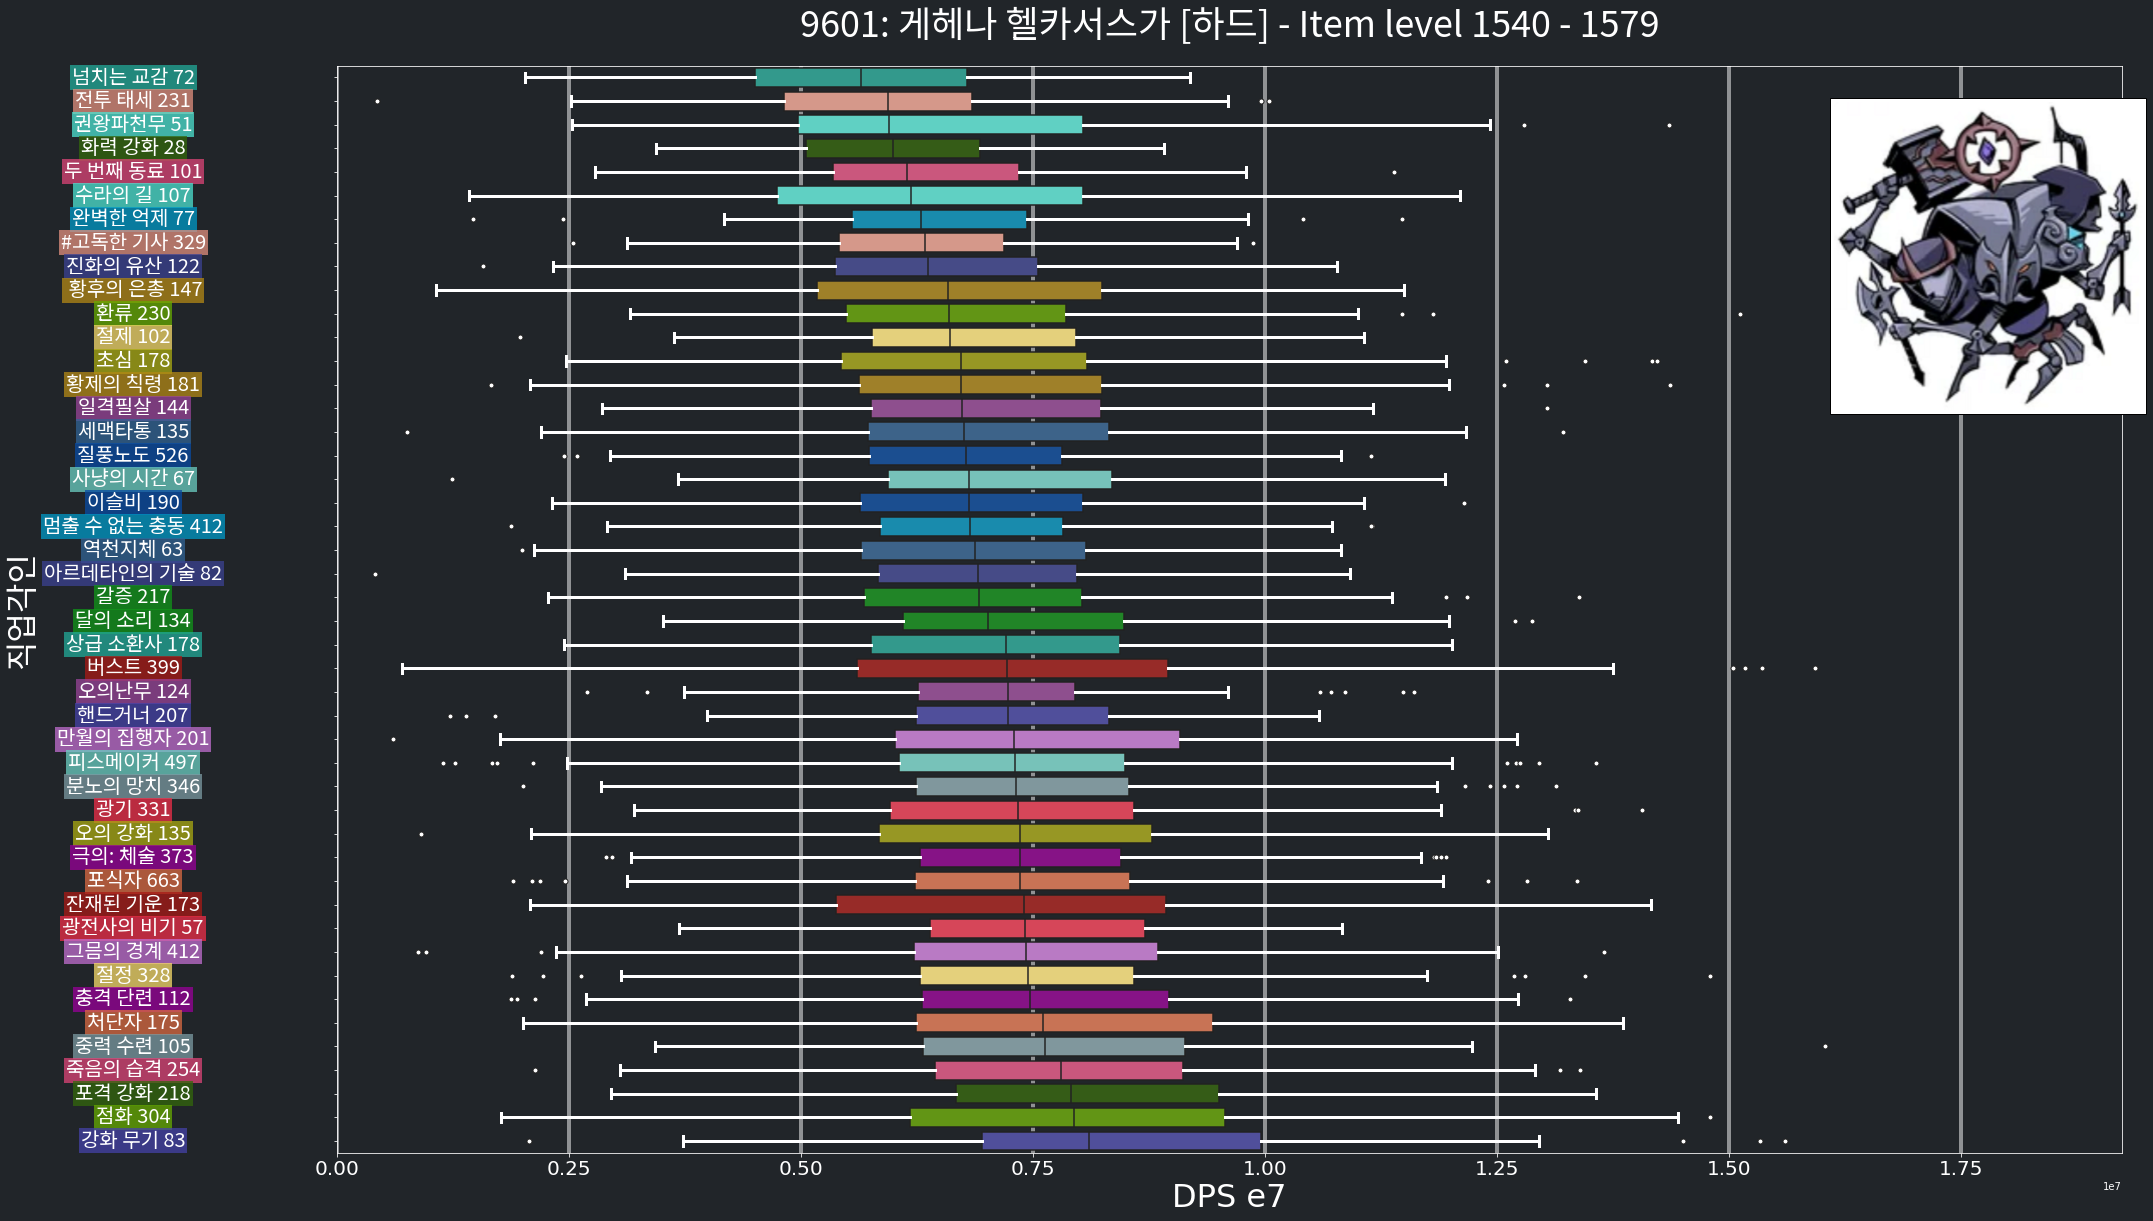 9601: 게헤나 헬카서스가 [하드] - Item level 1540 - 1579
넘치는 교감 72
전투 태세 231
권왕파천무 51
화력 강화 28
두 번째 동료 101
수라의 길 107
완벽한 억제 77
#고독한 기사 329
진화의 유산 122
황후의 은총 147
환류 230
절제 102
초심 178
황제의 칙령 181
일격필살 144
세맥타통 135
질풍노도 526
사냥의 시간 67
이슬비 190
멈출 수 없는 충동 412
역천지체 63
아르데타인의 기술 82
갈증 217
달의 소리 134
상급 소환사 178
버스트 399
오의난무 124
핸드거너 207
만월의 집행자 201
피스메이커 497
분노의 망치 346
광기 331
오의 강화 135
극의: 체술 373
포식자 663
잔재된 기운 173
광전사의 비기 57
그믐의 경계 412
절정 328
충격 단련 112
처단자 175
중력 수련 105
죽음의 습격 254
포격 강화 218
점화 304
강화 무기 83
직업각인
0.00 0.25 0.50 0.75 1.00 1.25 1.50 1.75
DPS e7
1e7